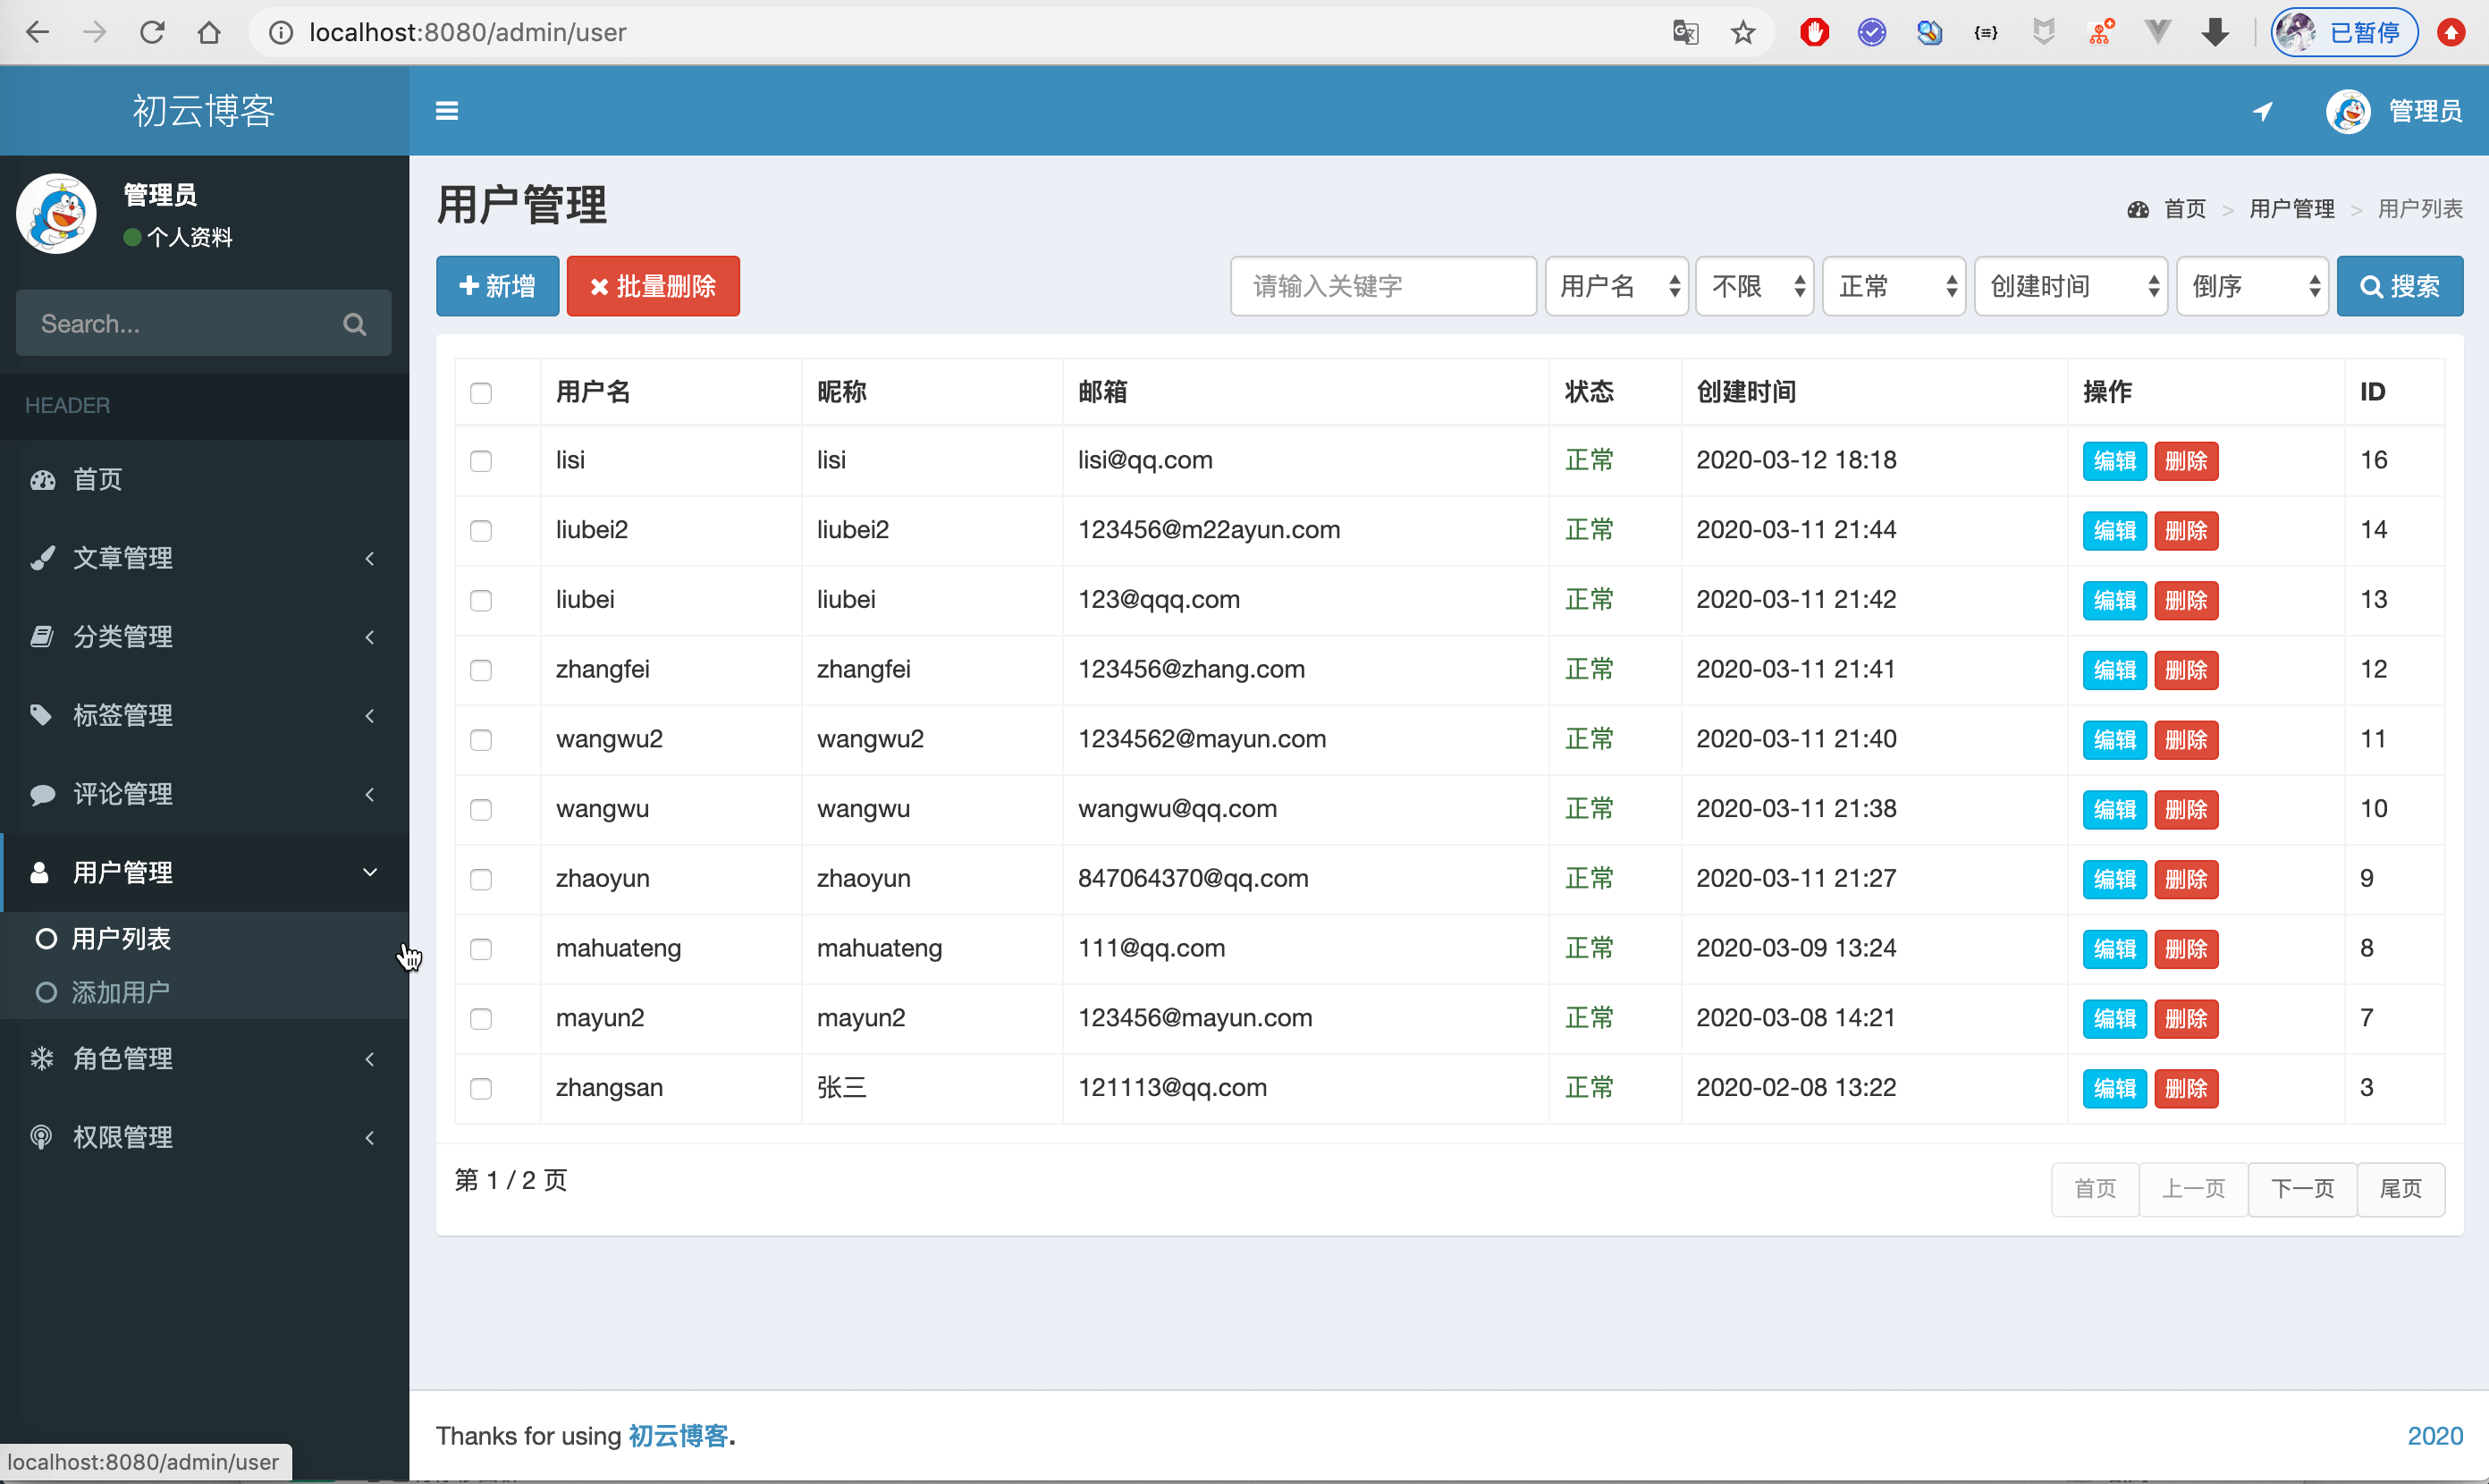 localhost:8080/admin/user
已暂停
初云博客
管理员
管理员
个人资料
Search...
HEADER
首页
文章管理
分类管理
标签管理
评论管理
用户管理
用户列表
添加用户
角色管理
权限管理
用户管理
首页 > 用户管理 > 用户列表
新增 批量删除 请输入关键字 用户名 不限 正常 创建时间 倒序 搜索
用户名 昵称 邮箱 状态 创建时间 操作 ID
lisi lisi lisi@qq.com 正常 2020-03-12 18:18 编辑 删除 16
liubei2 liubei2 123456@m22ayun.com 正常 2020-03-11 21:44 编辑 删除 14
liubei liubei 123@qqq.com 正常 2020-03-11 21:42 编辑 删除 13
zhangfei zhangfei 123456@zhang.com 正常 2020-03-11 21:41 编辑 删除 12
wangwu2 wangwu2 1234562@mayun.com 正常 2020-03-11 21:40 编辑 删除 11
wangwu wangwu wangwu@qq.com 正常 2020-03-11 21:38 编辑 删除 10
zhaoyun zhaoyun 847064370@qq.com 正常 2020-03-11 21:27 编辑 删除 9
mahuateng mahuateng 111@qq.com 正常 2020-03-09 13:24 编辑 删除 8
mayun2 mayun2 123456@mayun.com 正常 2020-03-08 14:21 编辑 删除 7
zhangsan 张三 121113@qq.com 正常 2020-02-08 13:22 编辑 删除 3
第 1 / 2 页
首页 上一页 下一页 尾页
Thanks for using 初云博客.
2020
localhost:8080/admin/user